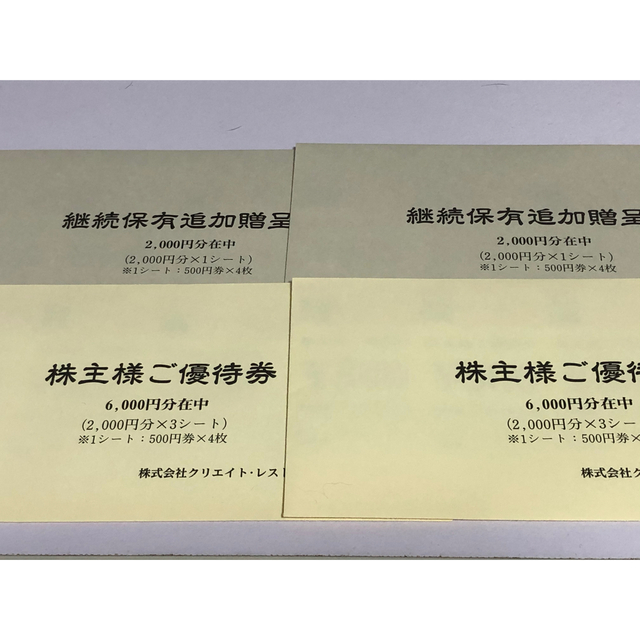 継続保有追加贈呈
2,000円分在中
(2,000円分×1シート)
※1シート：500円券×4枚
継続保有追加贈呈
2,000円分在中
(2,000円分×1シート)
※1シート：500円券×4枚
株主様ご優待券
6,000円分在中
(2,000円分×3シート)
※1シート：500円券×4枚
株式会社クリエイト・レスト
株主様ご優待
6,000円分在中
(2,000円分×3シー
※1シート：500円券×
株式会社ク